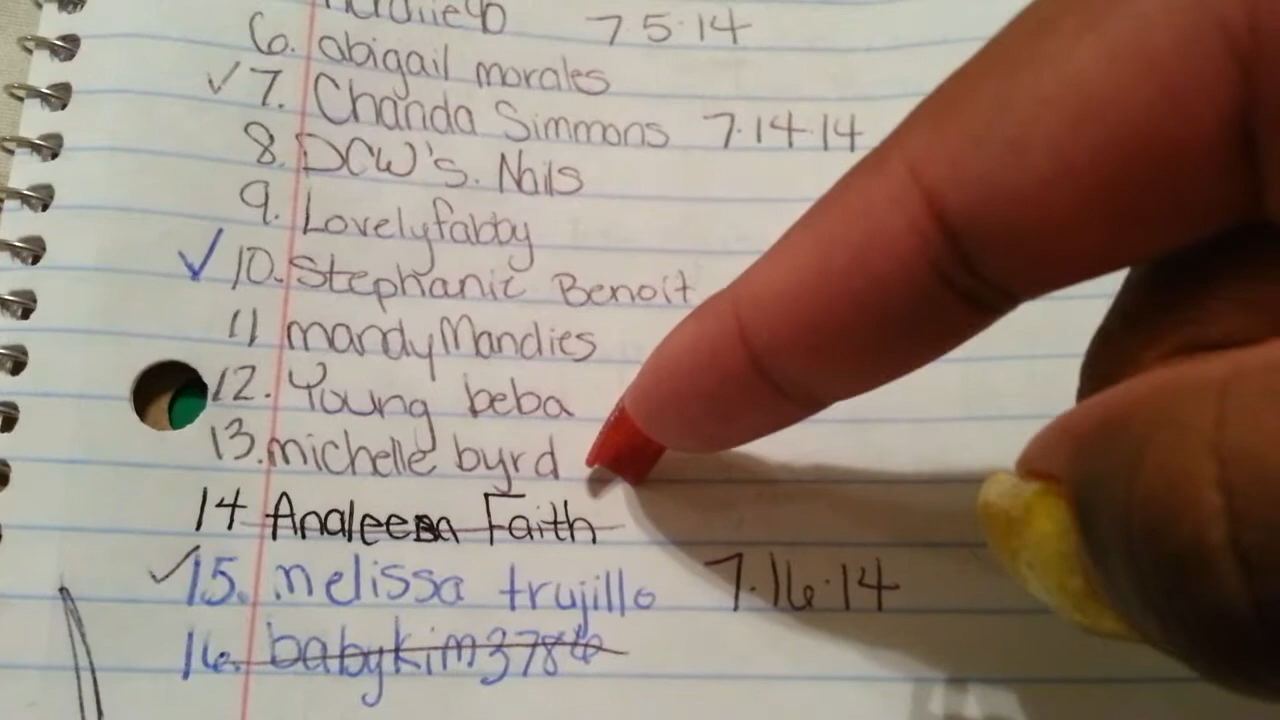 7 5·14
6. abigail morales
✓ 7. Chanda Simmons 7·14·14
8. DCW's. Nails
9. Lovelyfabby
✓ 10. Stephanie Benoit
11 mandyMandies
12. Young beba
13. michelle byrd
14 Analeesa Faith
✓ 15. melissa trujillo 7·16·14
16. babykim3786